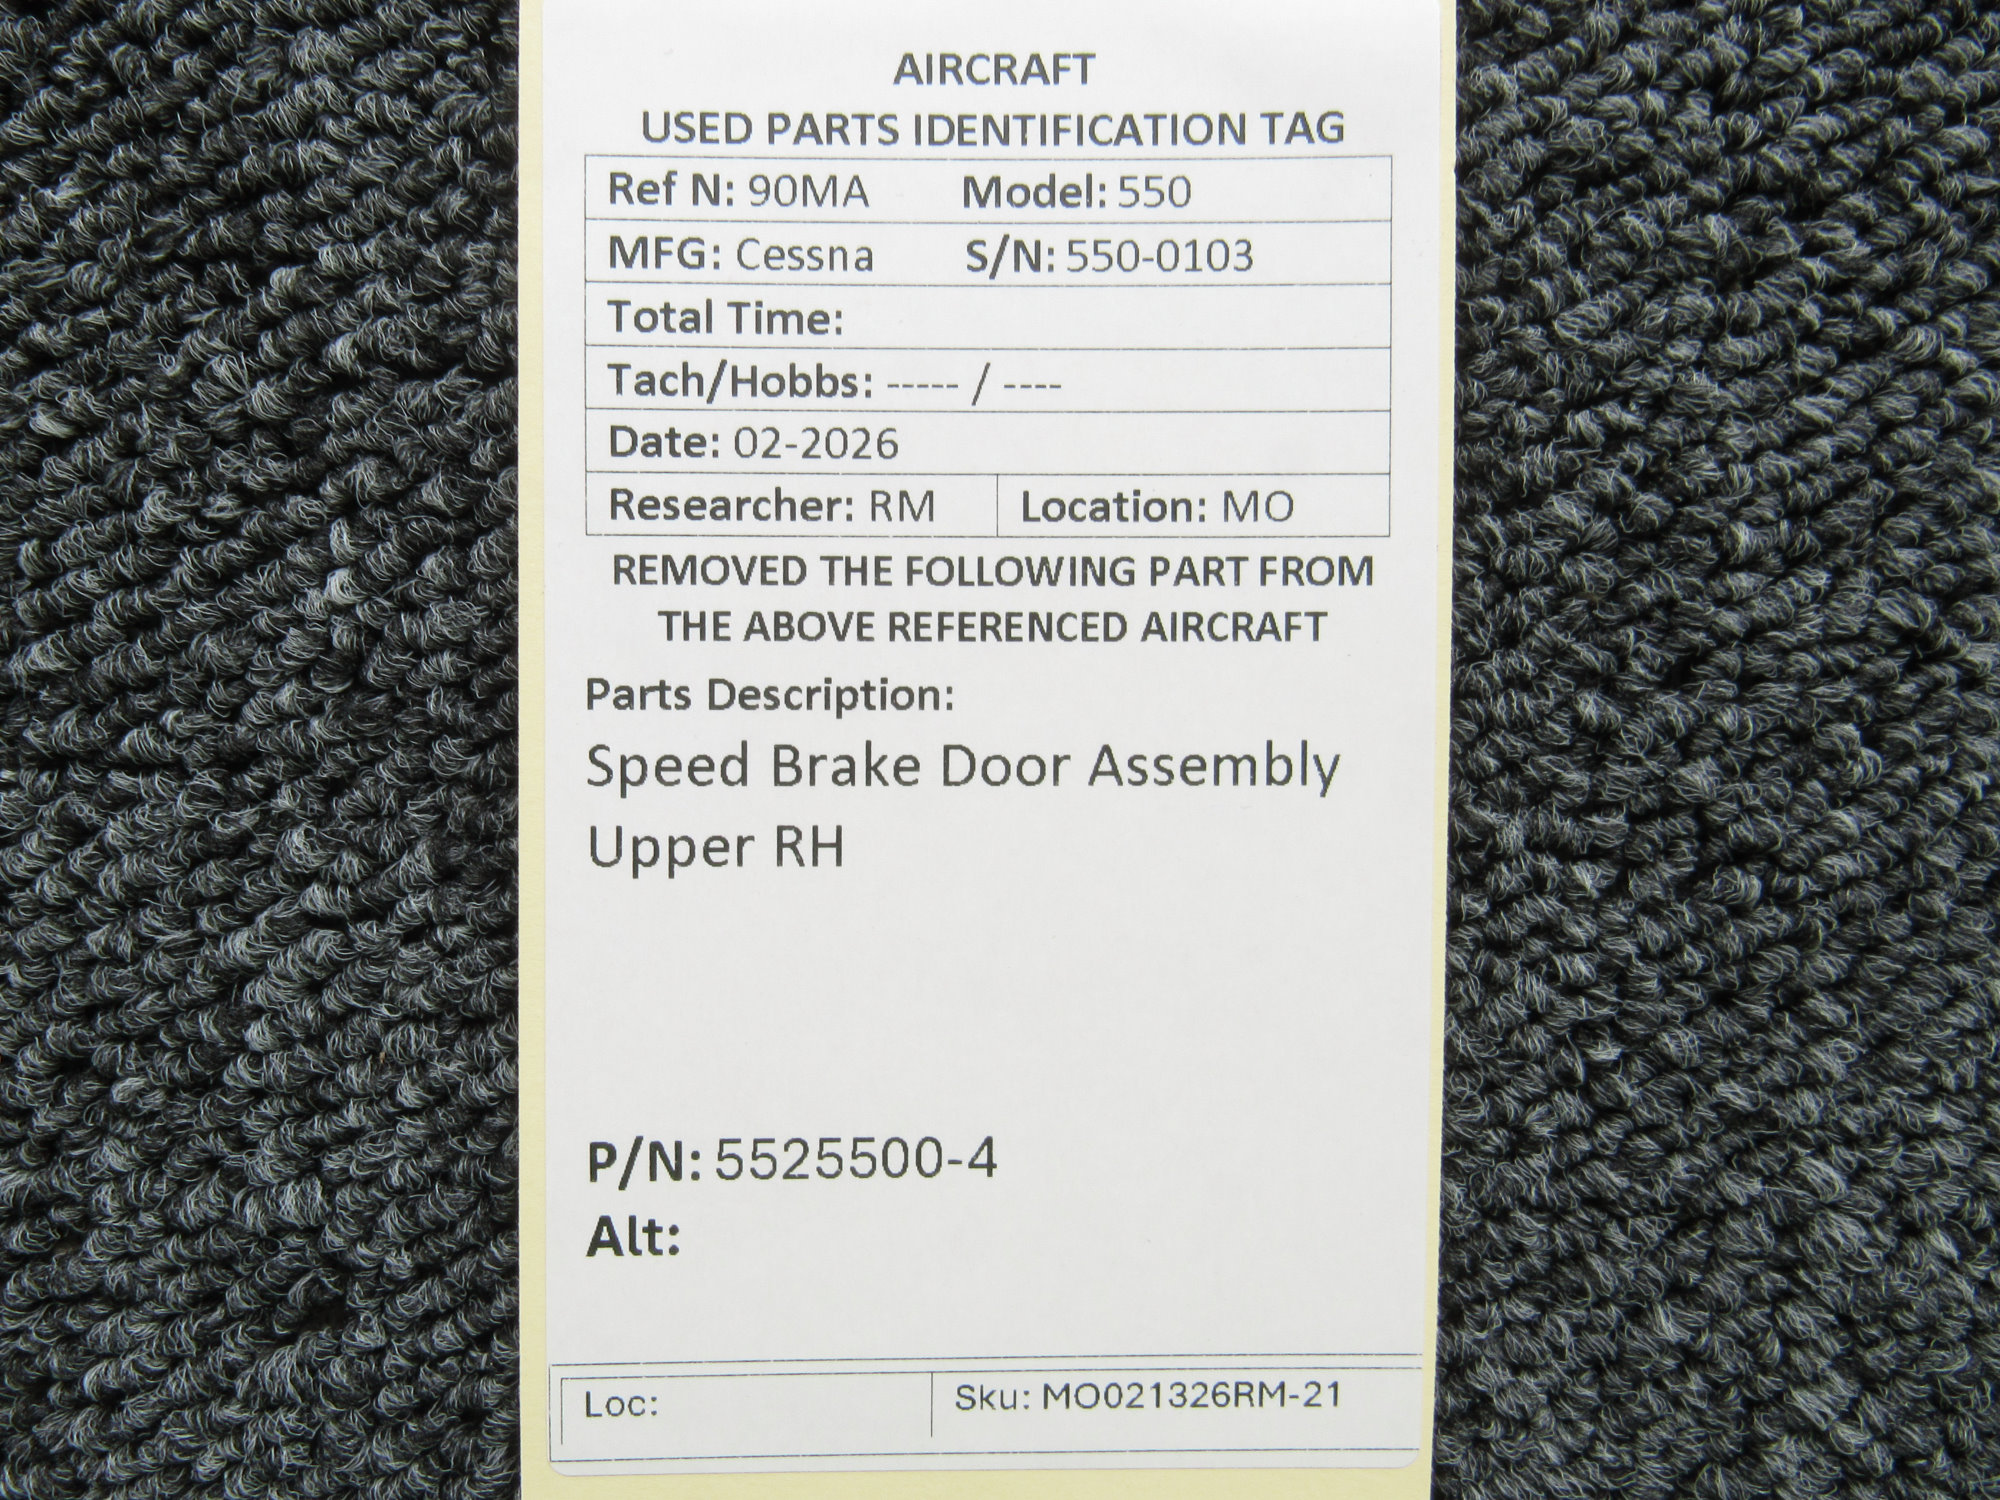 AIRCRAFT
USED PARTS IDENTIFICATION TAG
Ref N: 90MA Model: 550
MFG: Cessna S/N: 550-0103
Total Time:
Tach/Hobbs: ----- / ----
Date: 02-2026
Researcher: RM Location: MO
REMOVED THE FOLLOWING PART FROM
THE ABOVE REFERENCED AIRCRAFT
Parts Description:
Speed Brake Door Assembly
Upper RH
P/N: 5525500-4
Alt:
Loc: Sku: MO021326RM-21